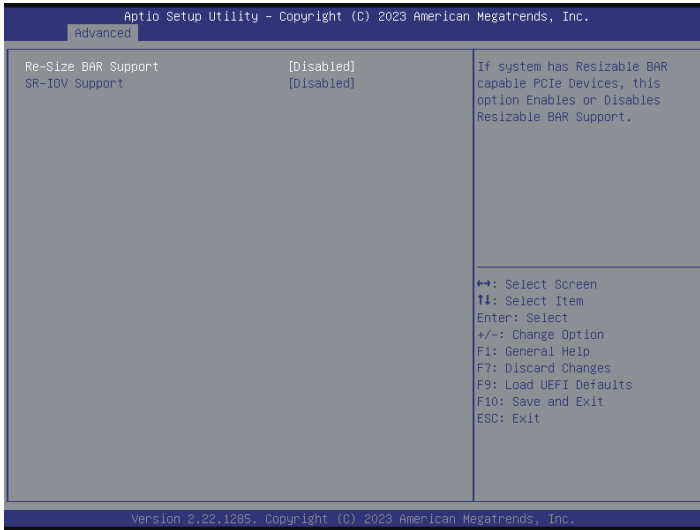 Aptio Setup Utility – Copyright (C) 2023 American Megatrends, Inc.
Advanced
Re-Size BAR Support [Disabled]
SR-IOV Support [Disabled]
If system has Resizable BAR
capable PCIe Devices, this
option Enables or Disables
Resizable BAR Support.
↔: Select Screen
↑↓: Select Item
Enter: Select
+/-: Change Option
F1: General Help
F7: Discard Changes
F9: Load UEFI Defaults
F10: Save and Exit
ESC: Exit
Version 2.22.1285. Copyright (C) 2023 American Megatrends, Inc.